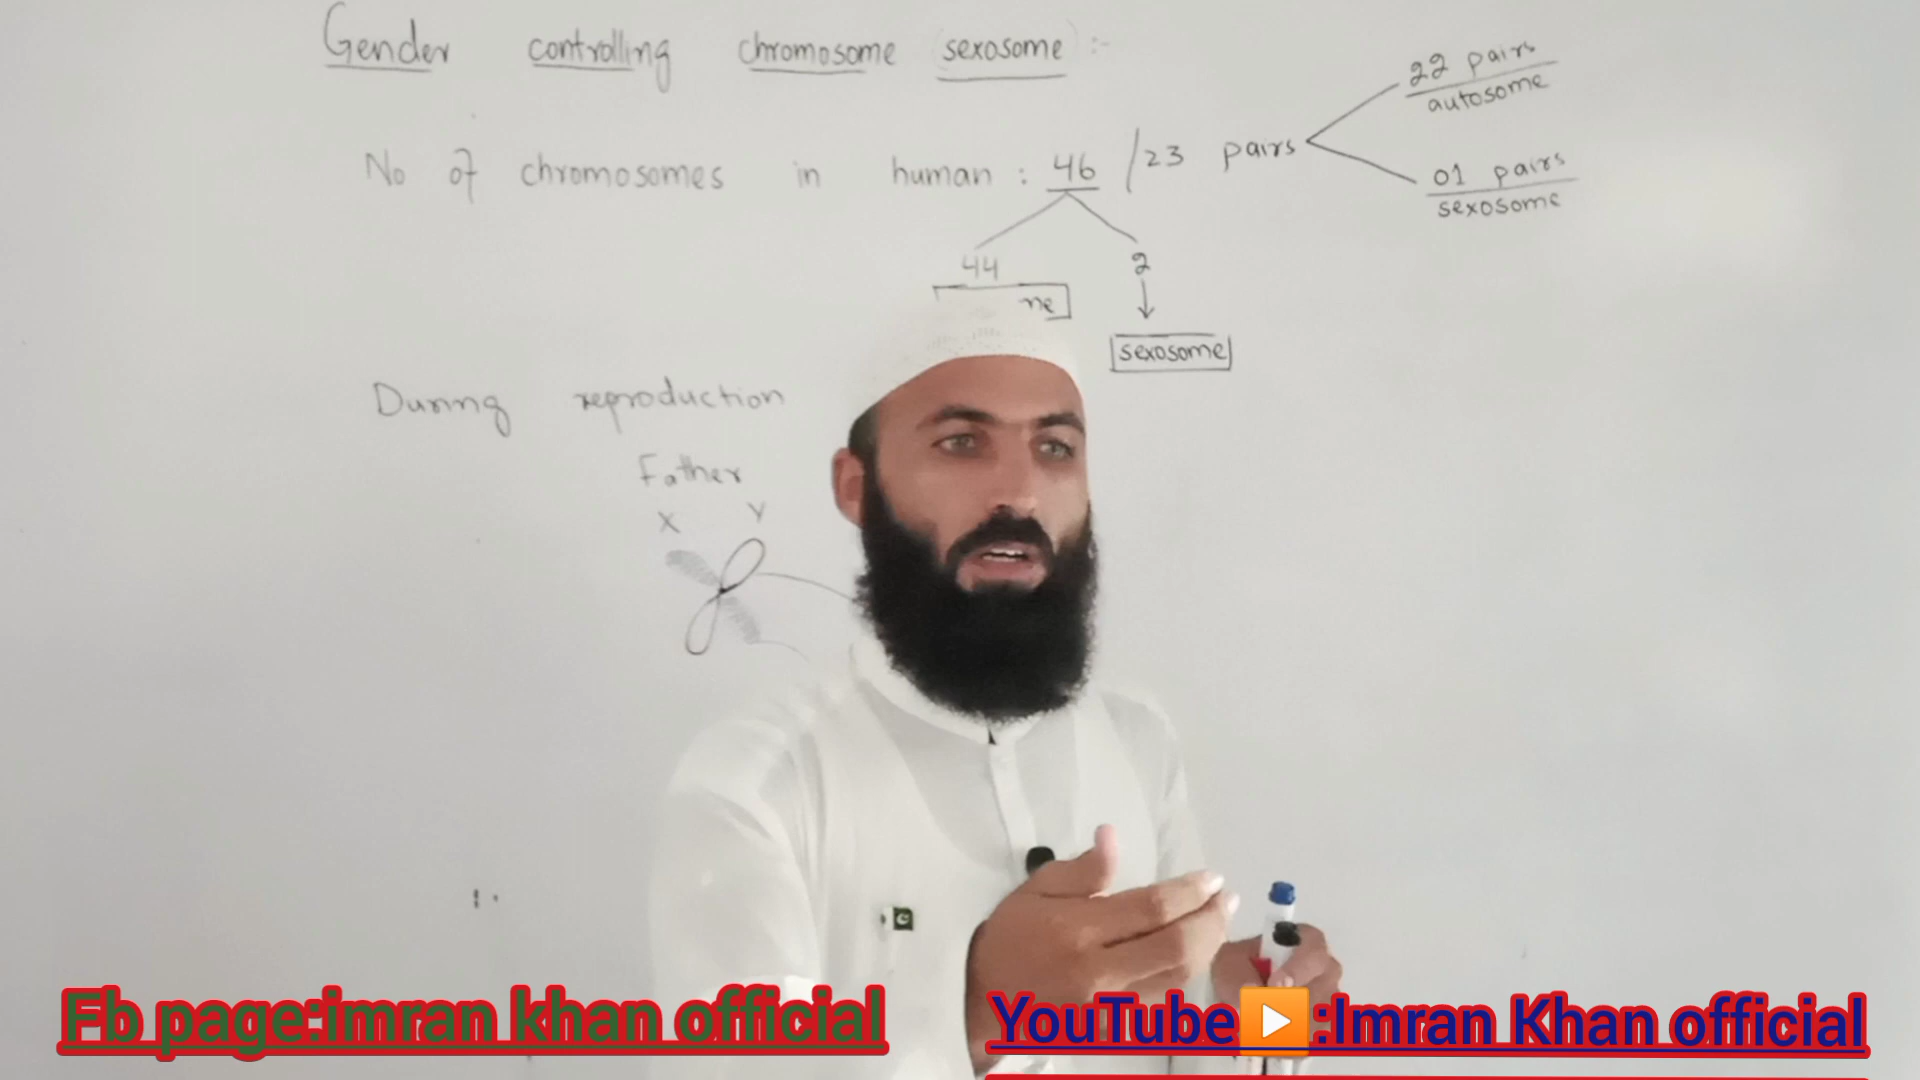 Gender controlling chromosome sexosome :-
22 pairs
autosome
No of chromosomes in human : 46 / 23 pairs
01 pairs
sexosome
44 2
ne
sexosome
During reproduction
Father
X Y
Fb page:imran khan official
YouTube▶️:Imran Khan official